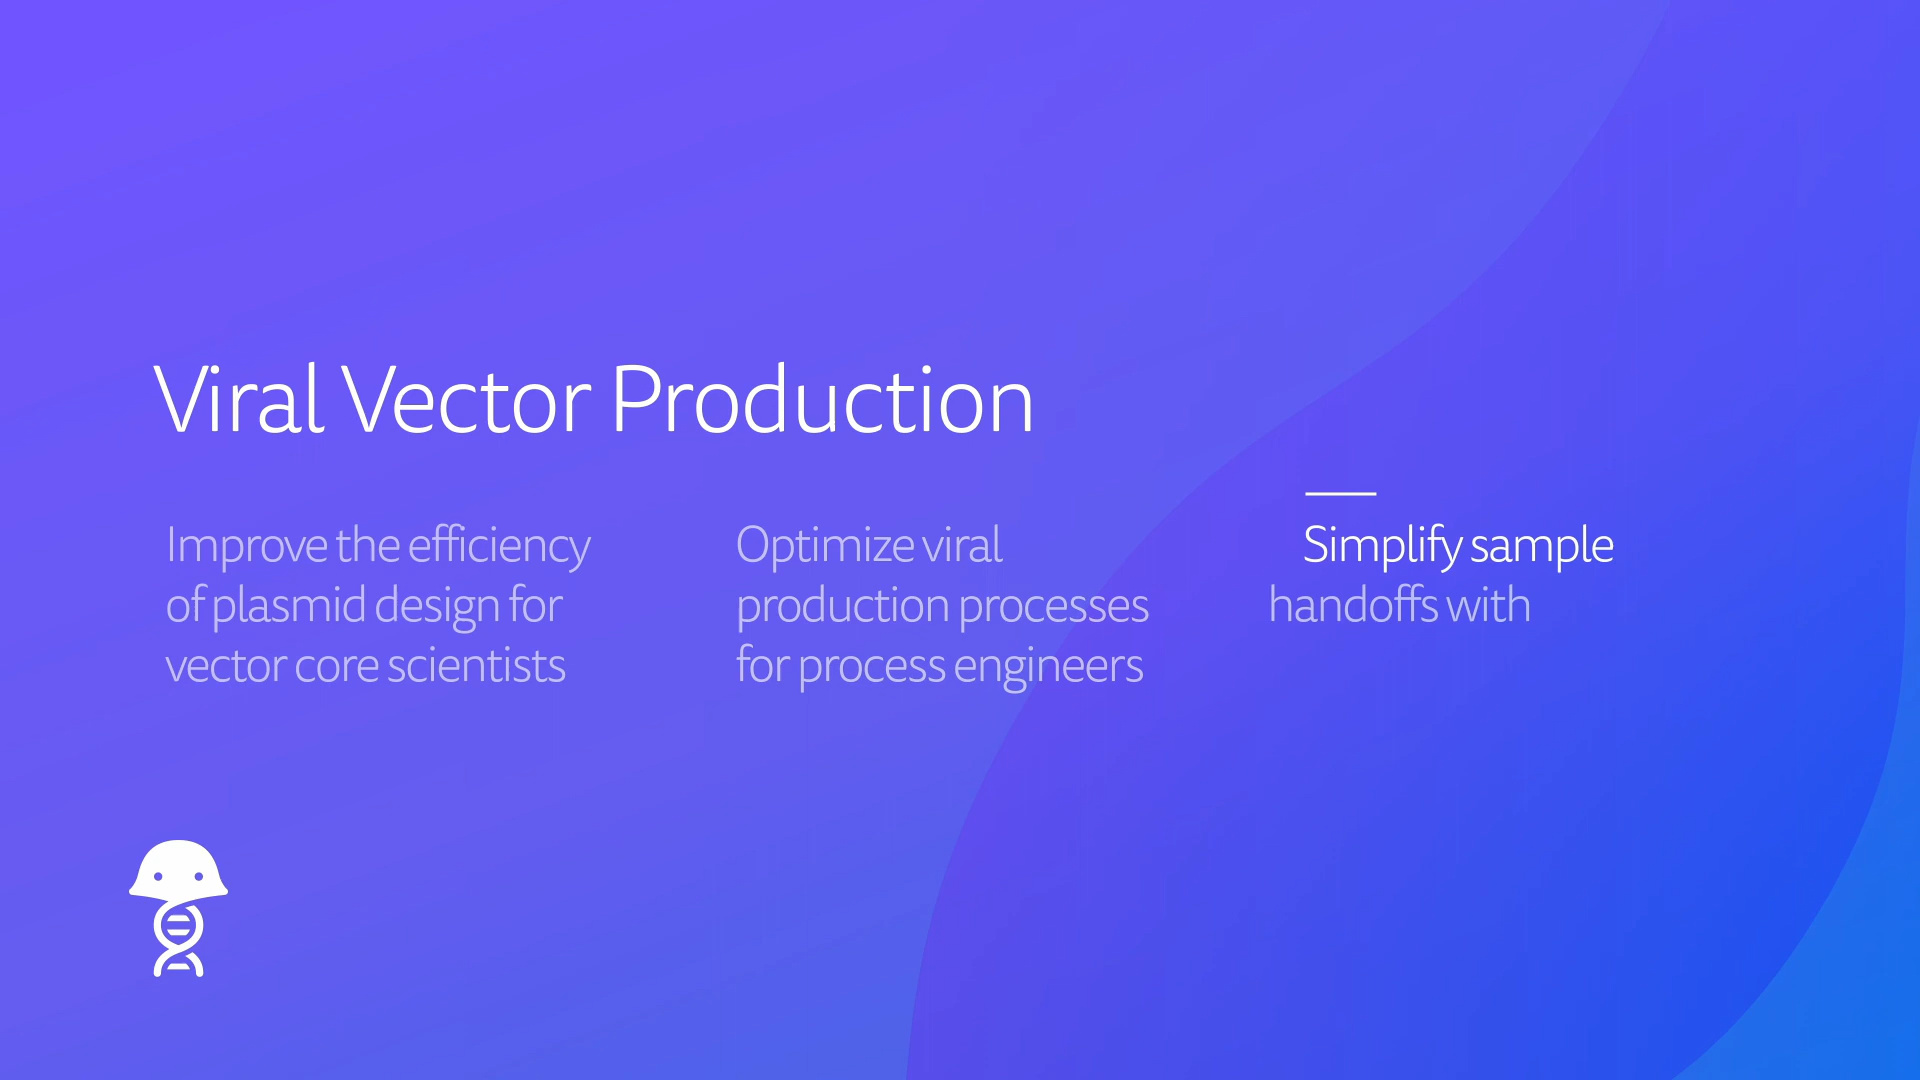 Viral Vector Production
Improve the efficiency
of plasmid design for
vector core scientists
Optimize viral
production processes
for process engineers
Simplify sample
handoffs with